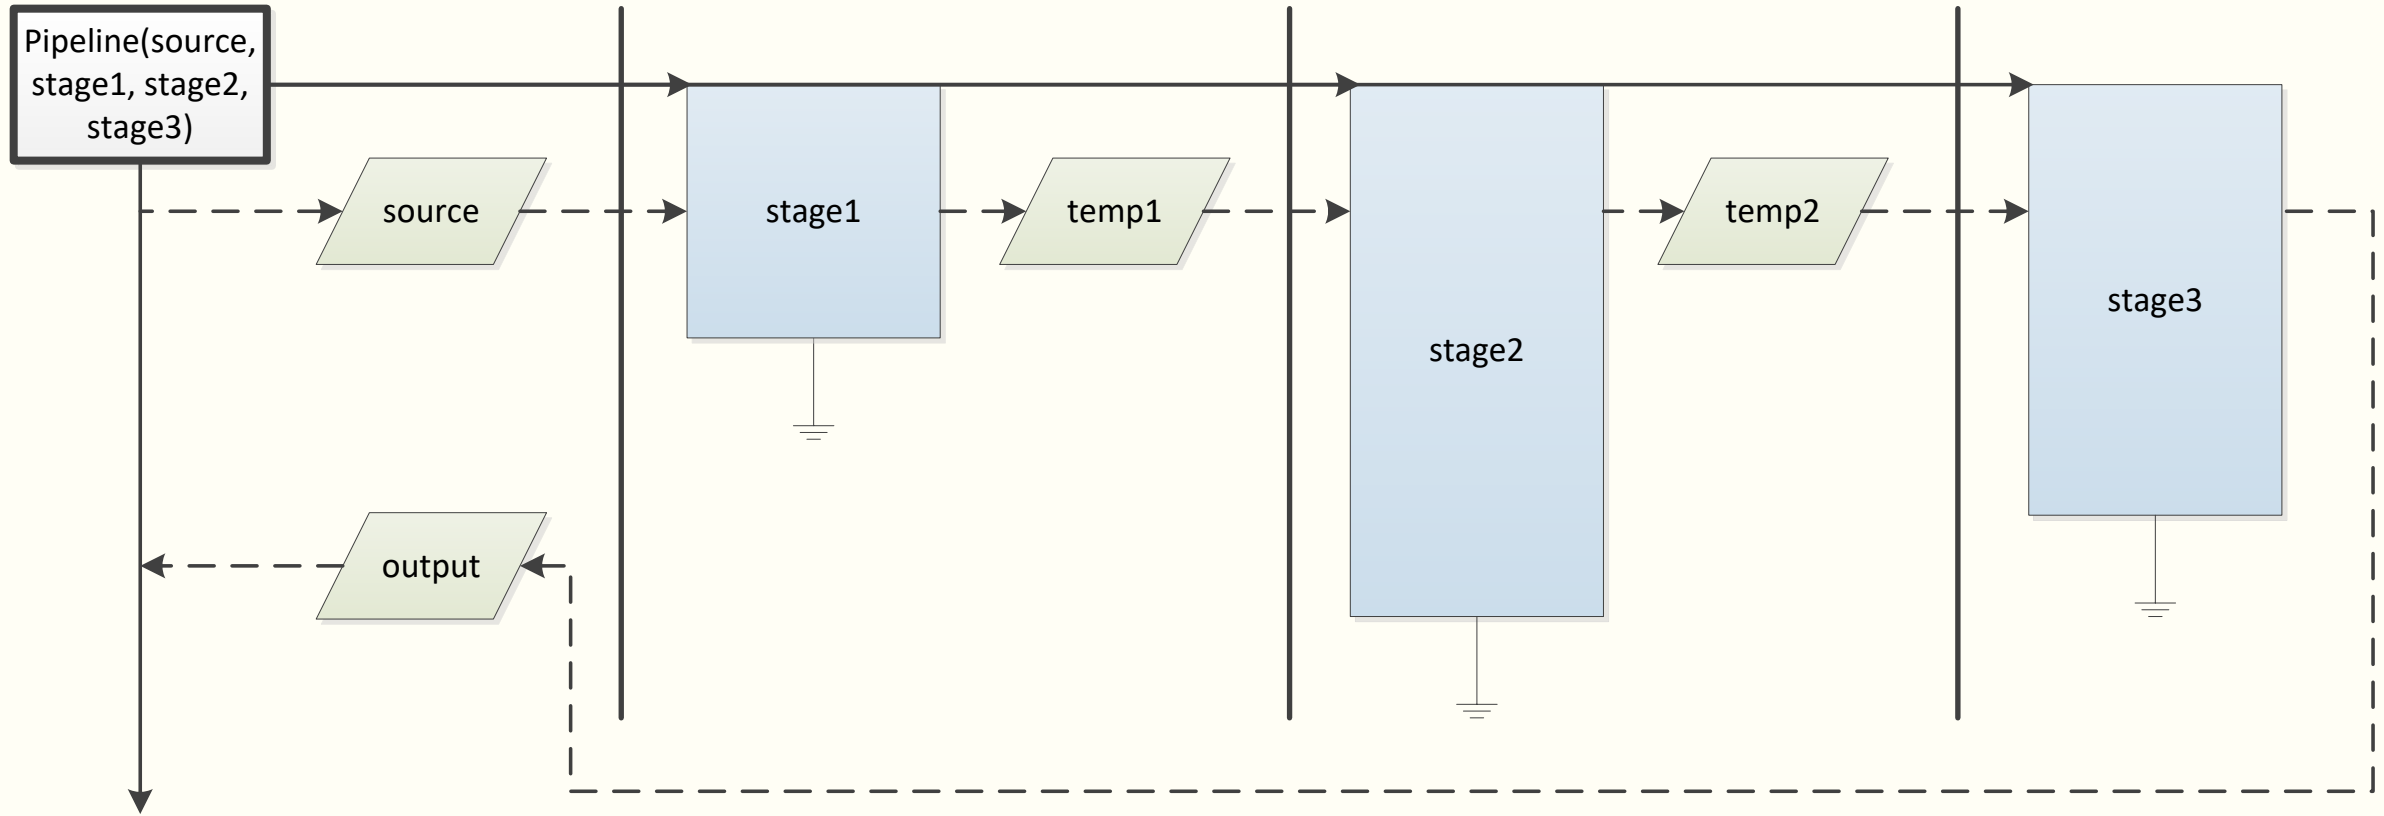 Pipeline(source,
stage1, stage2,
stage3)
source
stage1
temp1
stage2
temp2
stage3
output